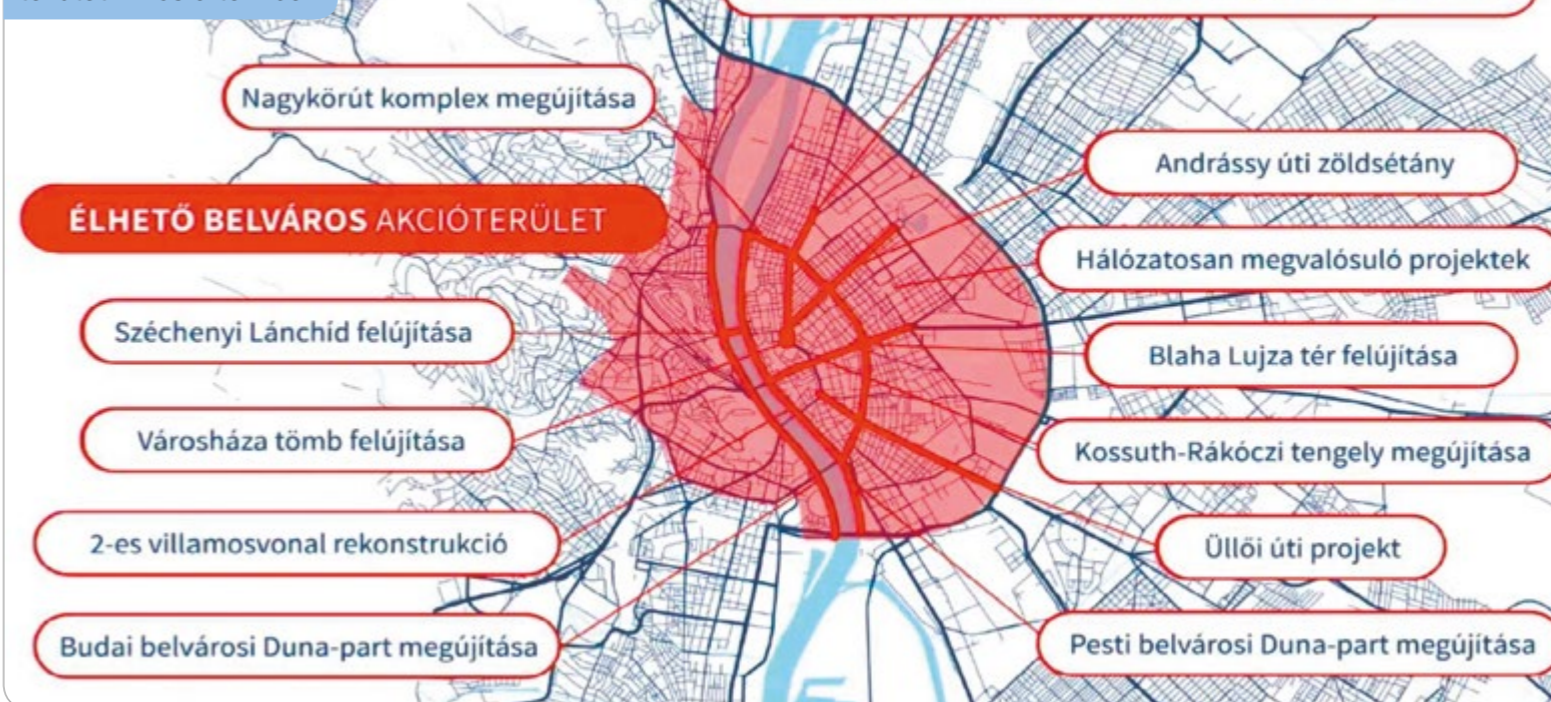 Nagykörút komplex megújítása
ÉLHETŐ BELVÁROS AKCIÓTERÜLET
Széchenyi Lánchíd felújítása
Városháza tömb felújítása
2-es villamosvonal rekonstrukció
Budai belvárosi Duna-part megújítása
Andrássy úti zöldsétány
Hálózatosan megvalósuló projektek
Blaha Lujza tér felújítása
Kossuth-Rákóczi tengely megújítása
Üllői úti projekt
Pesti belvárosi Duna-part megújítása